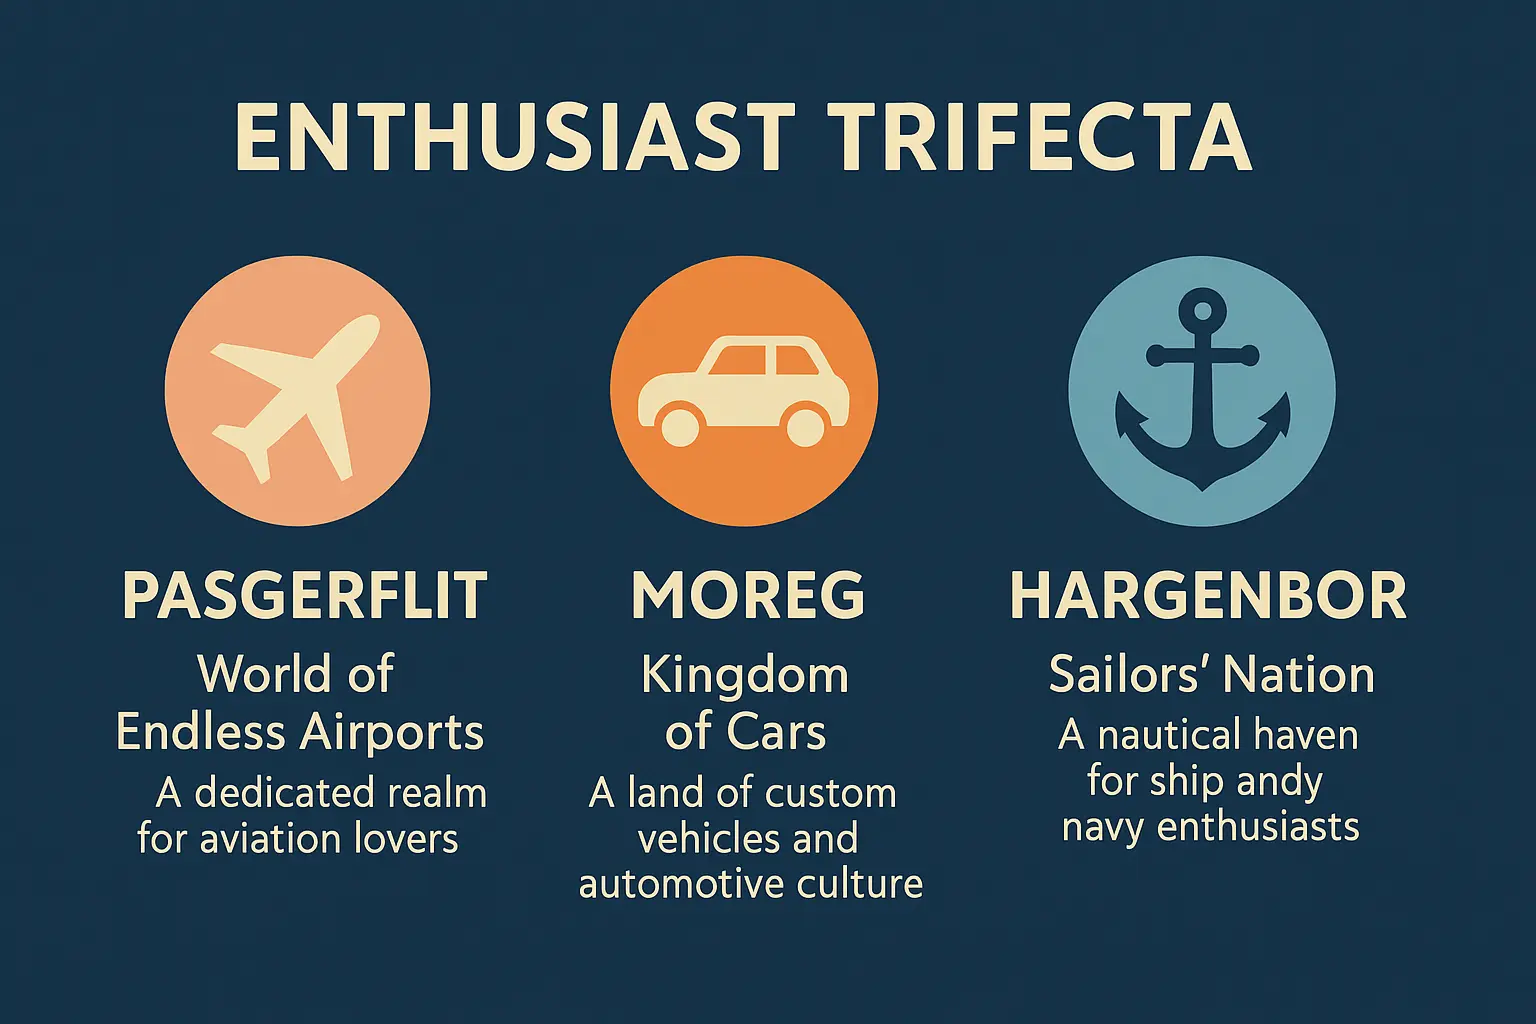 ENTHUSIAST TRIFECTA
PASGERFLIT
World of
Endless Airports
A dedicated realm
for aviation lovers
MOREG
Kingdom
of Cars
A land of custom
vehicles and
automotive culture
HARGENBOR
Sailors’ Nation
A nautical haven
for ship andy
navy enthusiasts